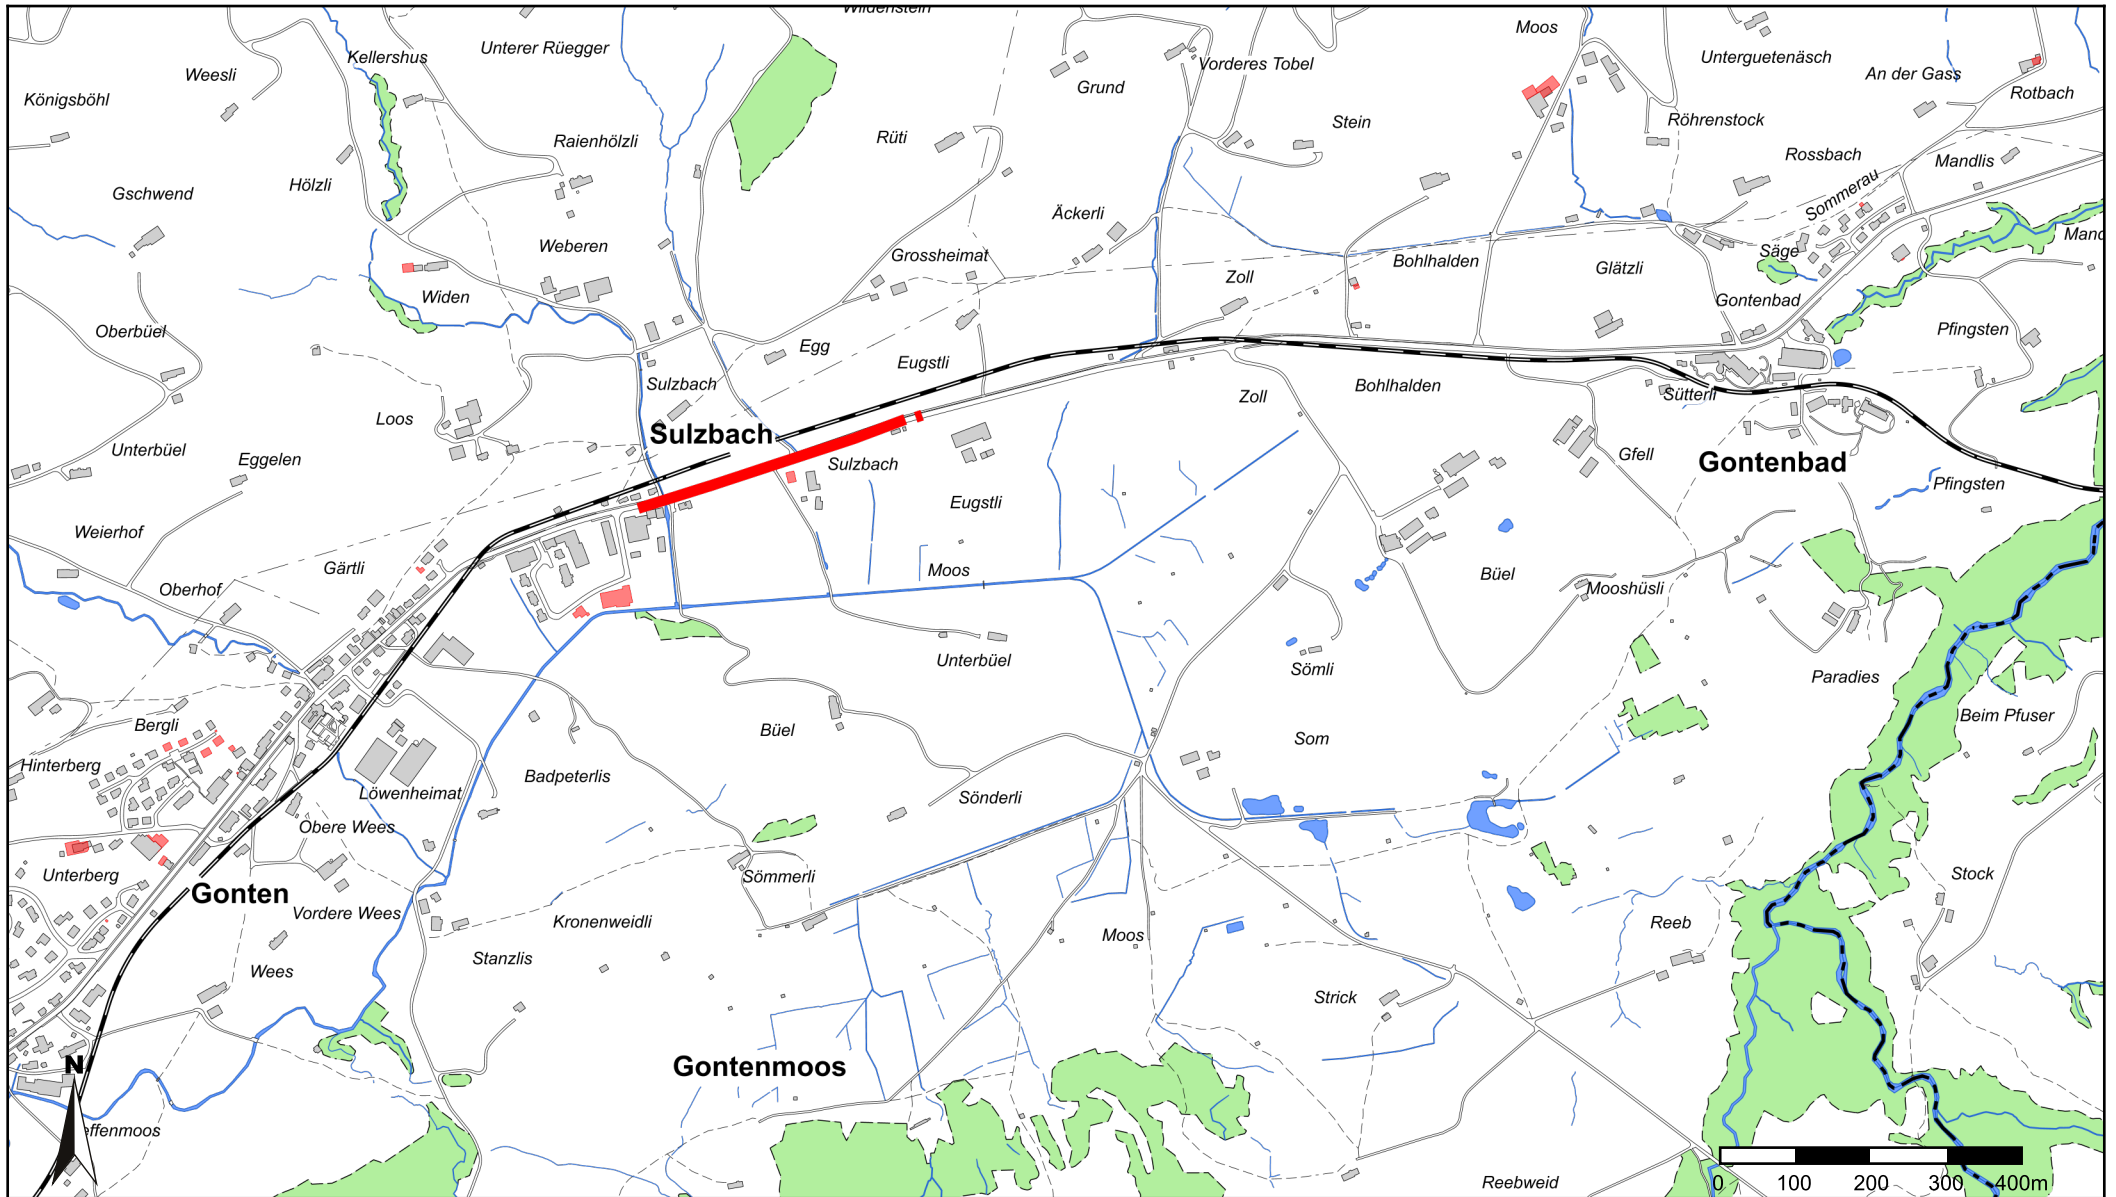 Wildenstein
Moos
Unterer Rüegger
Kellershus
Unterguetenäsch
Vorderes Tobel
Weesli
An der Gass
Grund
Rotbach
Königsböhl
Röhrenstock
Stein
Rüti
Raienhölzli
Rossbach
Mandlis
Hölzli
Gschwend
Sommerau
Äckerli
Mand
Weberen
Säge
Grossheimat
Bohlhalden
Glätzli
Zoll
Widen
Gontenbad
Oberbüel
Pfingsten
Egg
Eugstli
Sulzbach
Bohlhalden
Zoll
Sütterli
Loos
Sulzbach
Unterbüel
Eggelen
Sulzbach
Gfell
Gontenbad
Pfingsten
Eugstli
Weierhof
Gärtli
Moos
Büel
Mooshüsli
Oberhof
Unterbüel
Sömli
Paradies
Bergli
Büel
Som
Beim Pfuser
Hinterberg
Badpeterlis
Löwenheimat
Sönderli
Obere Wees
Unterberg
Sömmerli
Stock
Gonten
Vordere Wees
Kronenweidli
Moos
Reeb
Stanzlis
Wees
Strick
Gontenmoos
N
effenmoos
Reebweid
0 100 200 300 400m